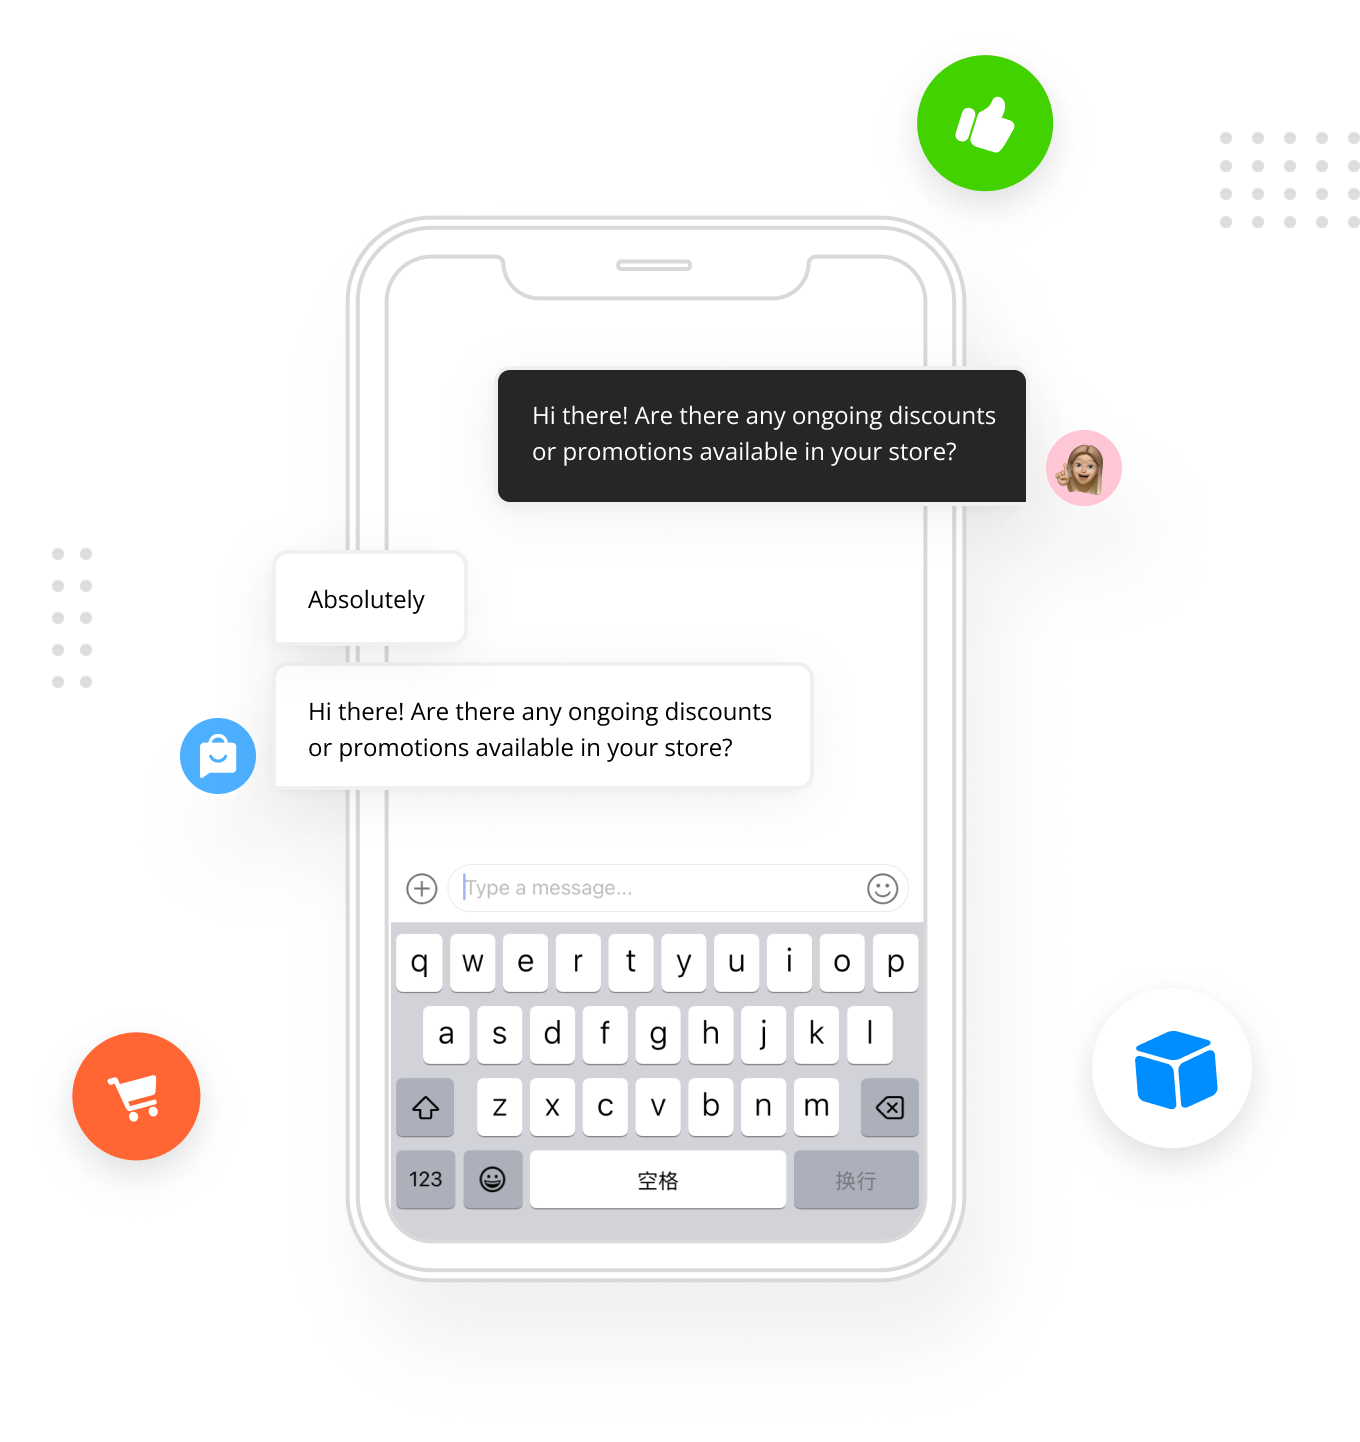 Hi there! Are there any ongoing discounts
or promotions available in your store?
Absolutely
Hi there! Are there any ongoing discounts
or promotions available in your store?
Type a message...
q w e r t y u i o p
a s d f g h j k l
z x c v b n m
123 空格 换行